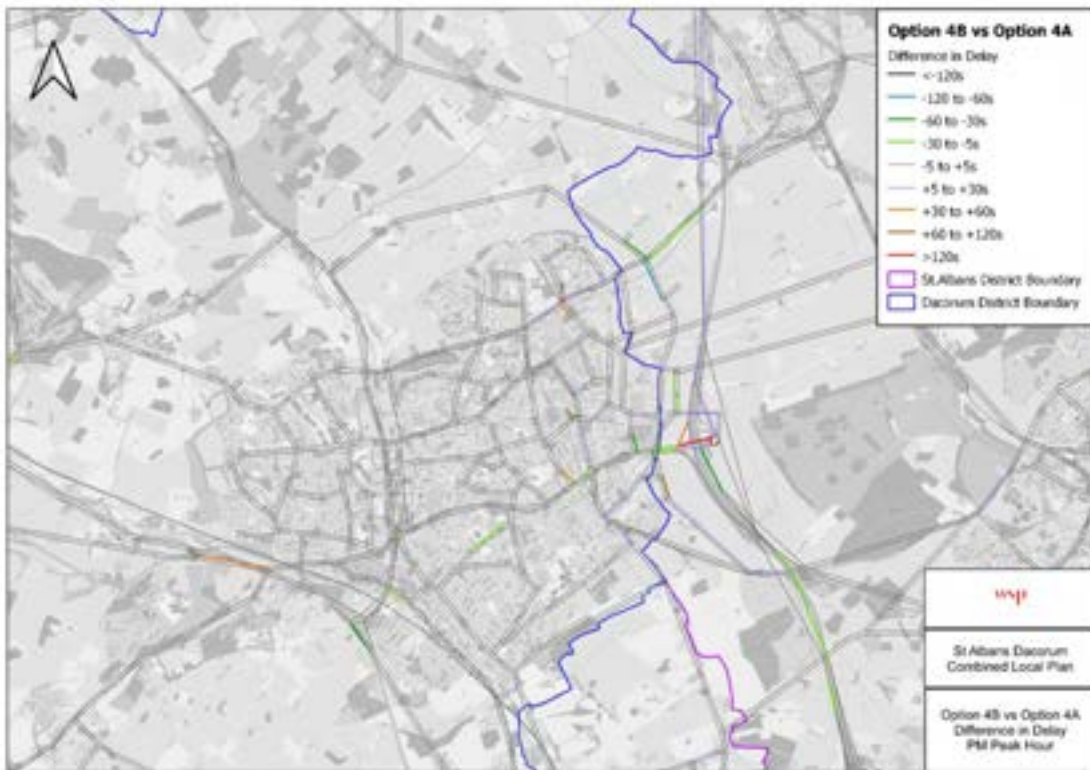 Option 4B vs Option 4A
Difference in Delay
<-120s
-120 to -60s
-60 to -30s
-30 to -5s
-5 to +5s
+5 to +30s
+30 to +60s
+60 to +120s
>120s
St.Albans District Boundary
Dacorum District Boundary
wsp
St Albans Dacorum
Combined Local Plan
Option 4B vs Option 4A
Difference in Delay
PM Peak Hour